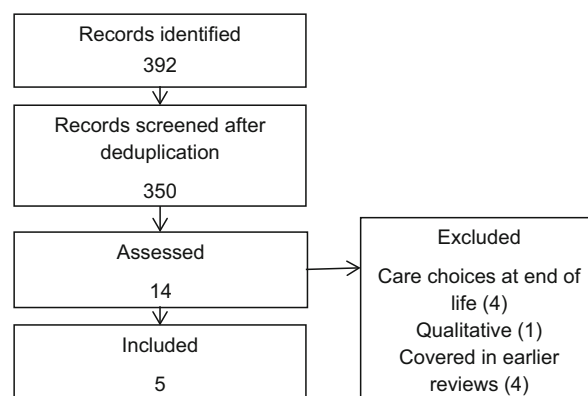 Records identified
392
Records screened after
deduplication
350
Assessed
14
Included
5
Excluded
Care choices at end of
life (4)
Qualitative (1)
Covered in earlier
reviews (4)